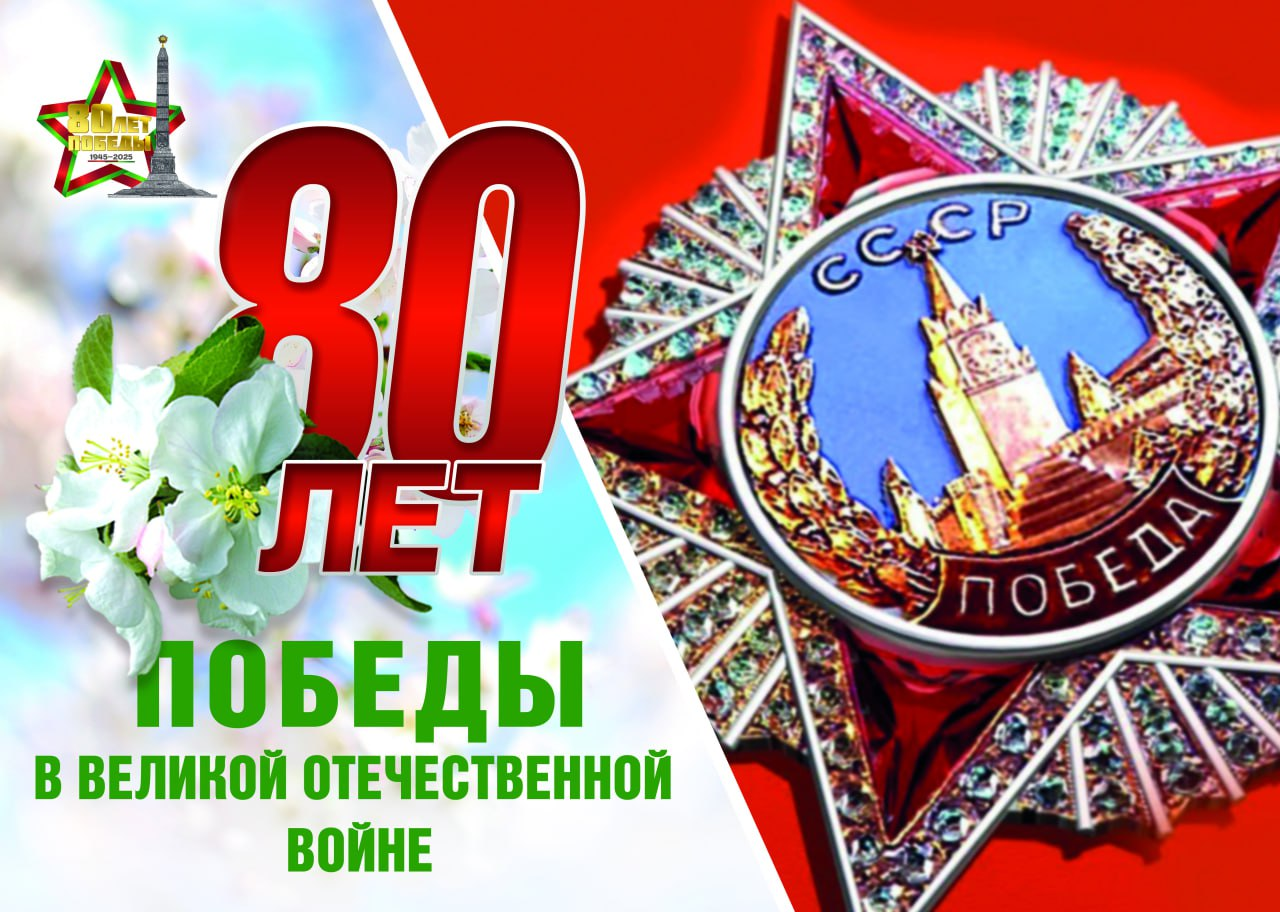 80 ЛЕТ
ПОБЕДЫ
1945–2025
80
ЛЕТ
ПОБЕДЫ
В ВЕЛИКОЙ ОТЕЧЕСТВЕННОЙ
ВОЙНЕ
СССР
ПОБЕДА